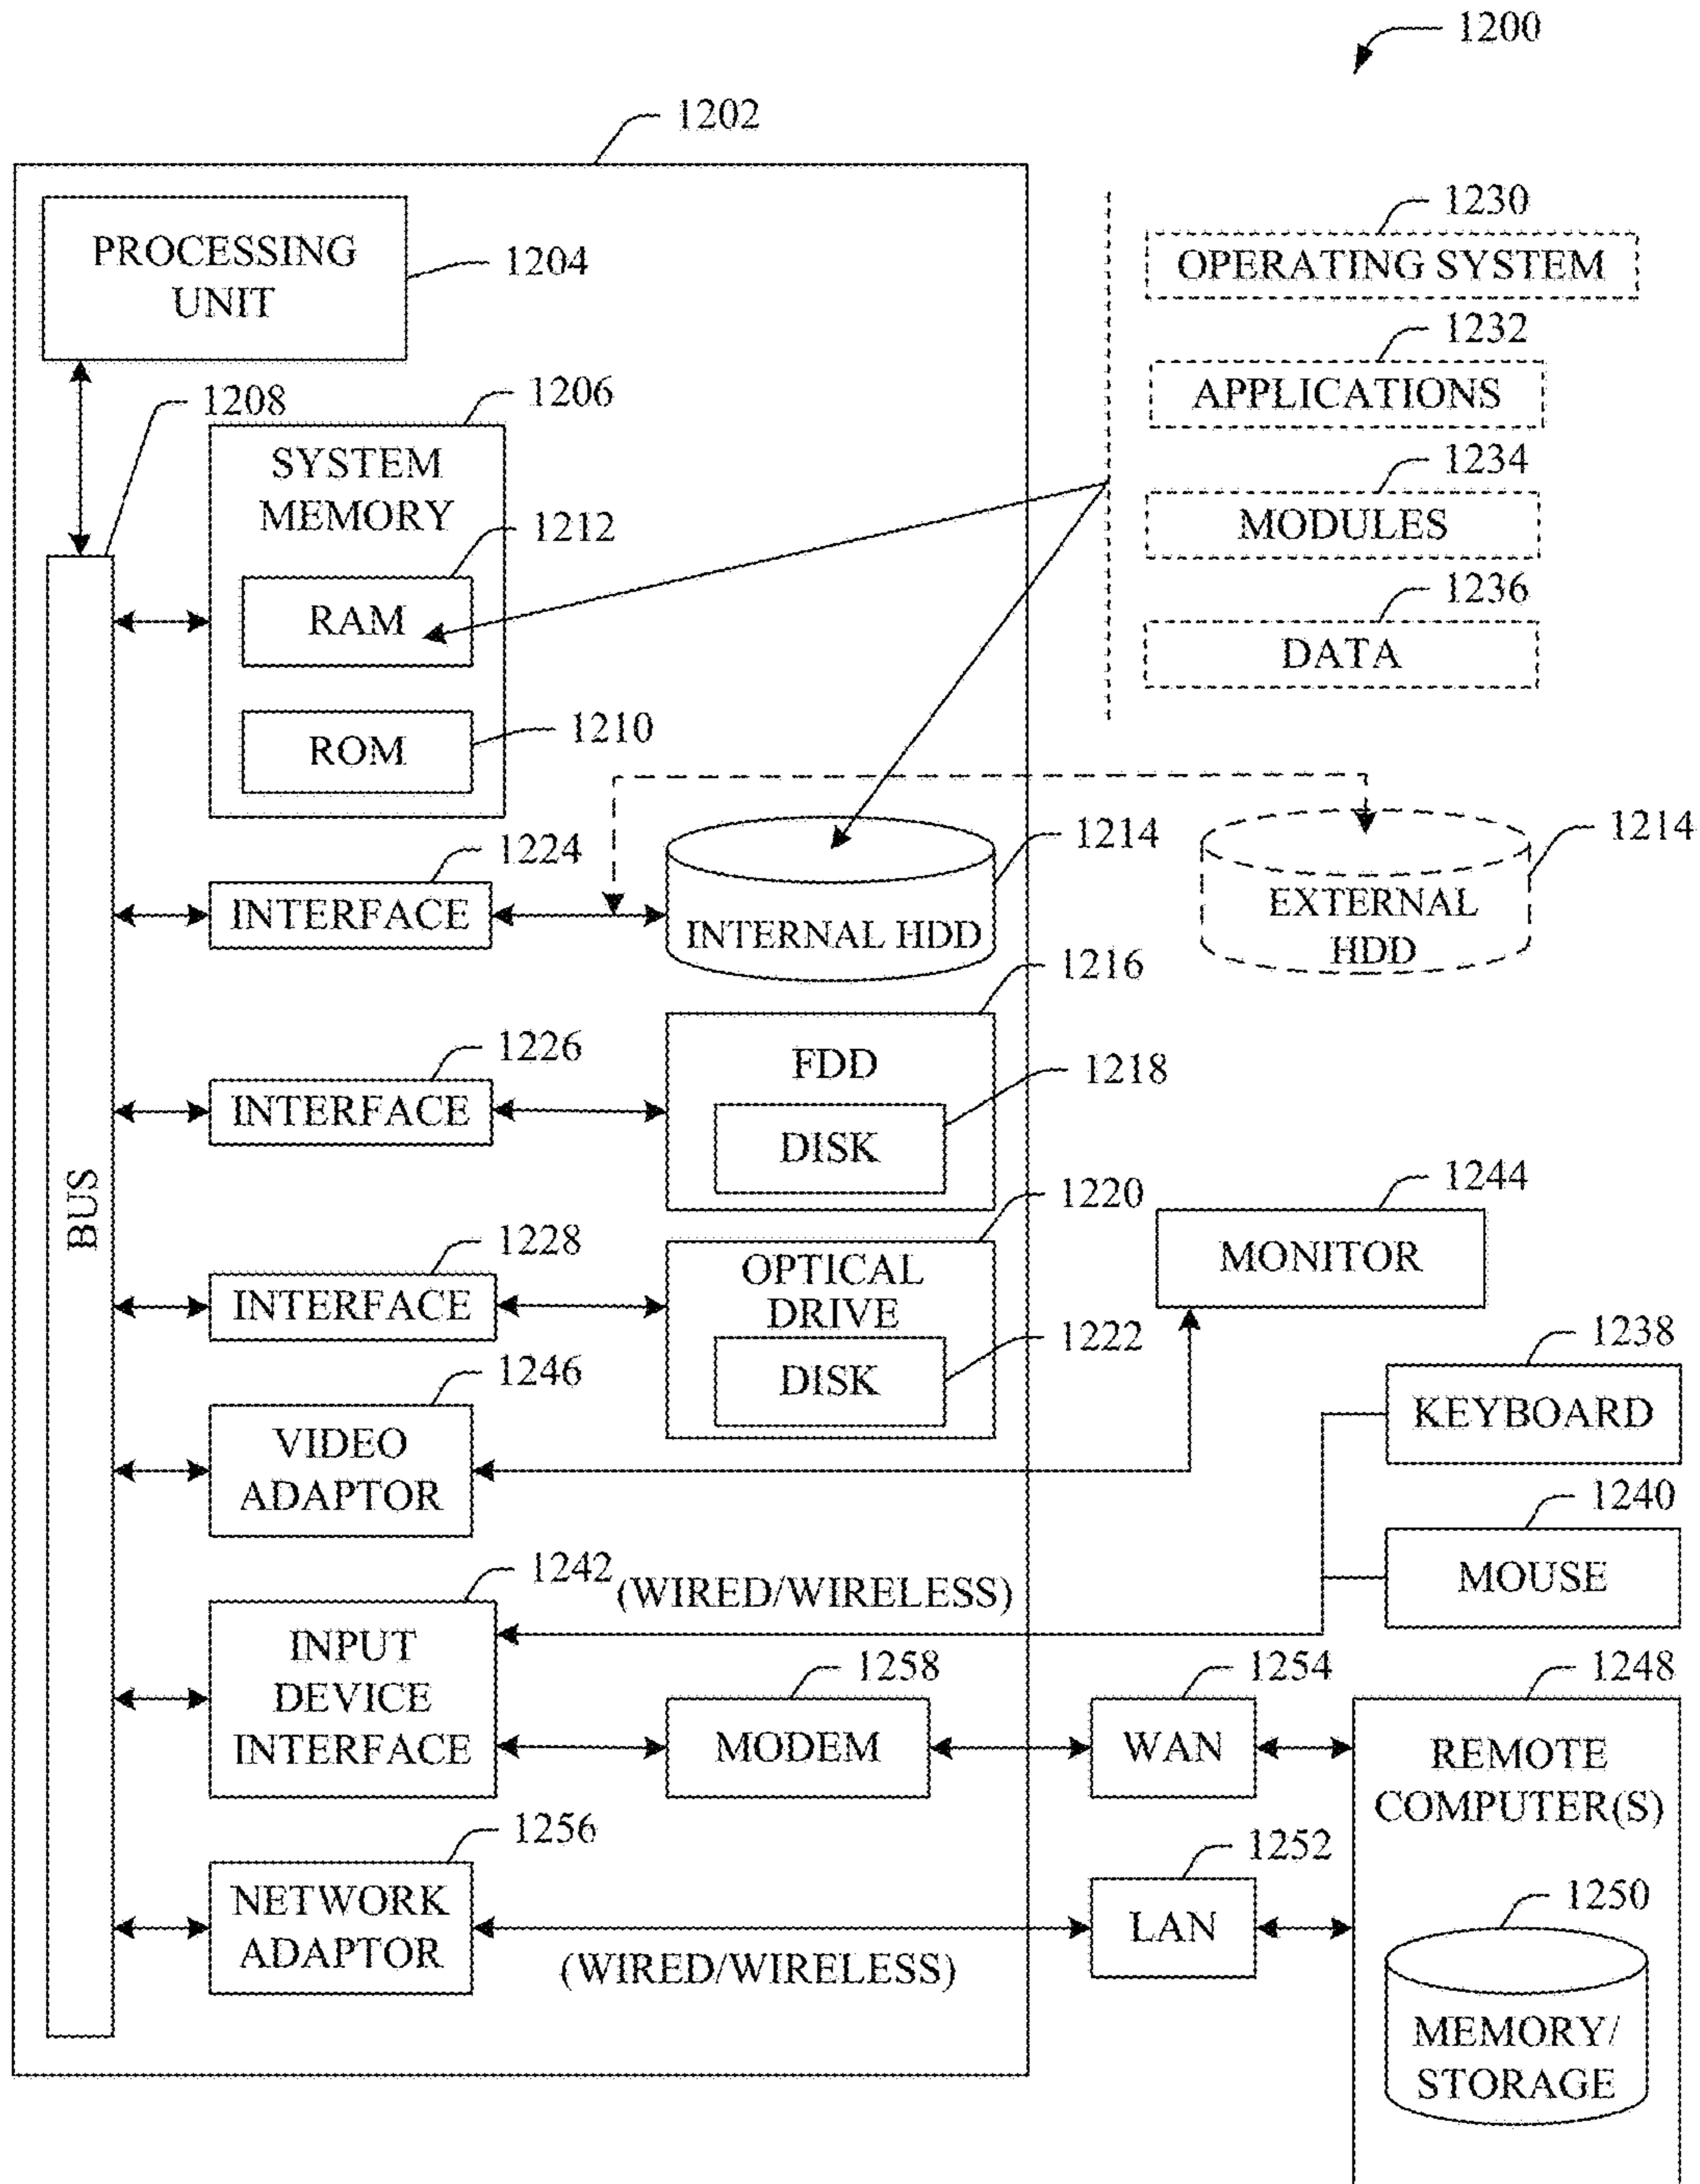 1200
1202
PROCESSING
UNIT
1204
1230
OPERATING SYSTEM
1232
APPLICATIONS
1234
MODULES
1236
DATA
1208
1206
SYSTEM
MEMORY
1212
RAM
1210
ROM
BUS
1224
INTERFACE
1214
INTERNAL HDD
1214
EXTERNAL
HDD
1226
INTERFACE
1216
FDD
1218
DISK
1228
INTERFACE
1220
OPTICAL
DRIVE
1222
DISK
1244
MONITOR
1246
VIDEO
ADAPTOR
1238
KEYBOARD
1240
MOUSE
1242
(WIRED/WIRELESS)
INPUT
DEVICE
INTERFACE
1258
MODEM
1254
WAN
1248
REMOTE
COMPUTER(S)
1256
NETWORK
ADAPTOR
(WIRED/WIRELESS)
1252
LAN
1250
MEMORY/
STORAGE